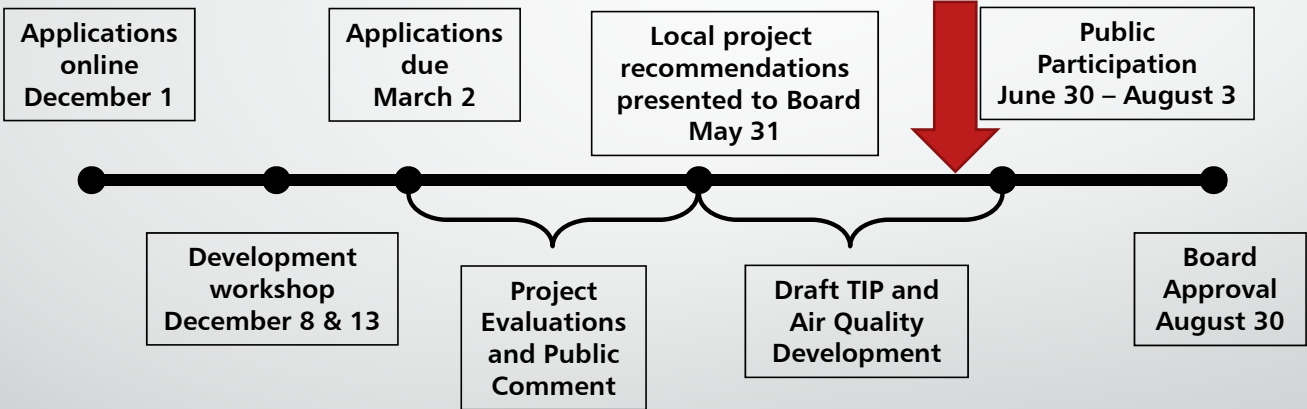 Applications
online
December 1
Applications
due
March 2
Local project
recommendations
presented to Board
May 31
Public
Participation
June 30 – August 3
Development
workshop
December 8 & 13
Project
Evaluations
and Public
Comment
Draft TIP and
Air Quality
Development
Board
Approval
August 30